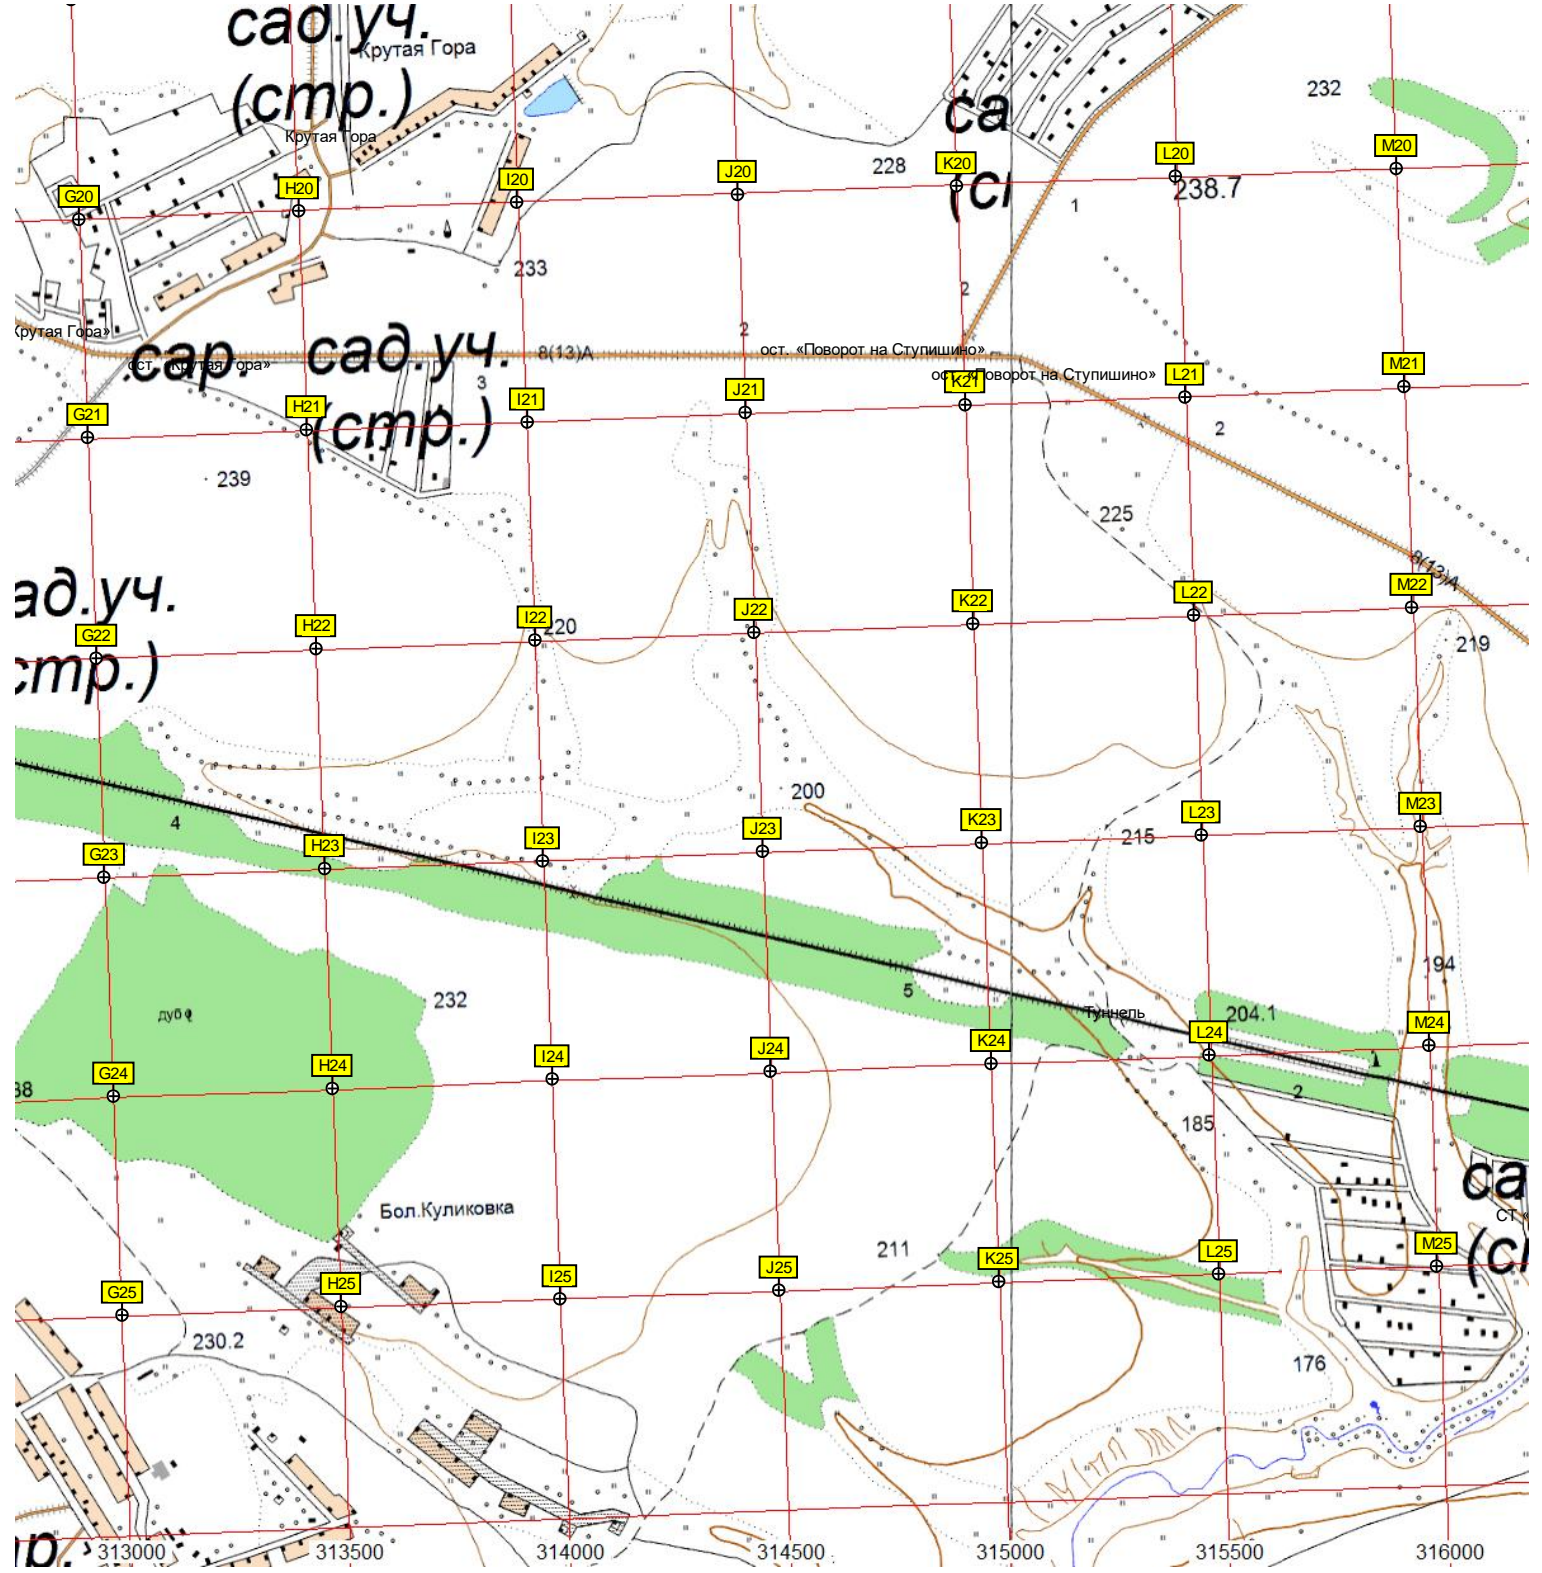 сад.уч.
Крутая Гора
(стр.)
232
са
Крутая Гора
M20
L20
K20
J20
I20
H20
G20
228
238.7
(сі
1
233
2
2
Крутая Гора»
сар.
сад.уч.
8(13)А
ост. «Поворот на Ступишино»
ост. «Крутая Гора»
ост. «Поворот на Ступишино»
3
M21
L21
K21
J21
I21
H21
G21
(стр.)
2
239
225
8(13)А
ад.уч.
M22
L22
K22
J22
I22
H22
G22
220
219
стр.)
200
4
215
M23
L23
K23
J23
I23
H23
G23
194
232
5
дуб
Туннель
204.1
M24
L24
K24
J24
I24
H24
G24
38
2
185
са
Бол.Куликовка
СТ «
211
M25
L25
K25
J25
I25
H25
G25
(сі
230.2
176
р.
313000
313500
314000
314500
315000
315500
316000